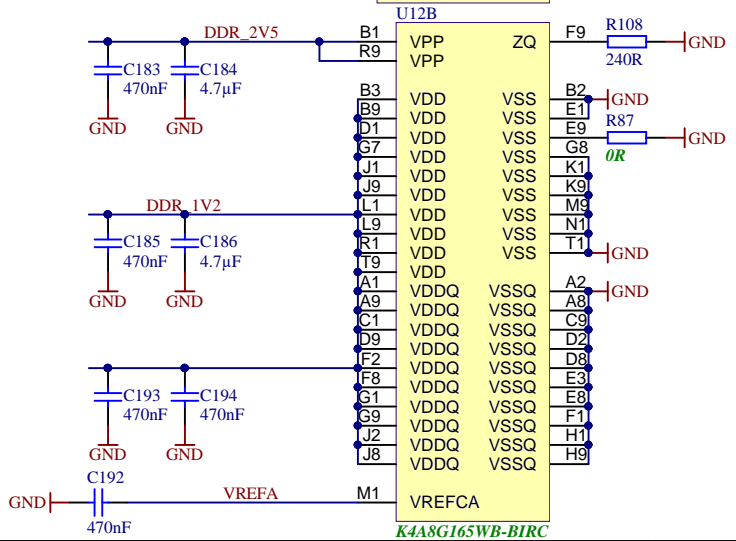 U12B
DDR_2V5 B1 VPP ZQ F9 R108 GND
R9 VPP 240R
C183 C184
470nF 4.7µF
B3 VDD VSS B2 GND
B9 VDD VSS E1 R87
GND GND
D1 VDD VSS E9 GND
G7 VDD VSS G8 0R
J1 VDD VSS K1
J9 VDD VSS K9
DDR_1V2 L1 VDD VSS M9
L9 VDD VSS N1
C185 C186
R1 VDD VSS T1 GND
470nF 4.7µF
T9 VDD
A1 VDDQ VSSQ A2 GND
GND GND
A9 VDDQ VSSQ A8
C1 VDDQ VSSQ C9
D9 VDDQ VSSQ D2
F2 VDDQ VSSQ D8
F8 VDDQ VSSQ E3
C193 C194
G1 VDDQ VSSQ E8
470nF 470nF
G9 VDDQ VSSQ F1
J2 VDDQ VSSQ H1
GND GND
J8 VDDQ VSSQ H9
C192
GND VREFA M1 VREFCA
470nF
K4A8G165WB-BIRC